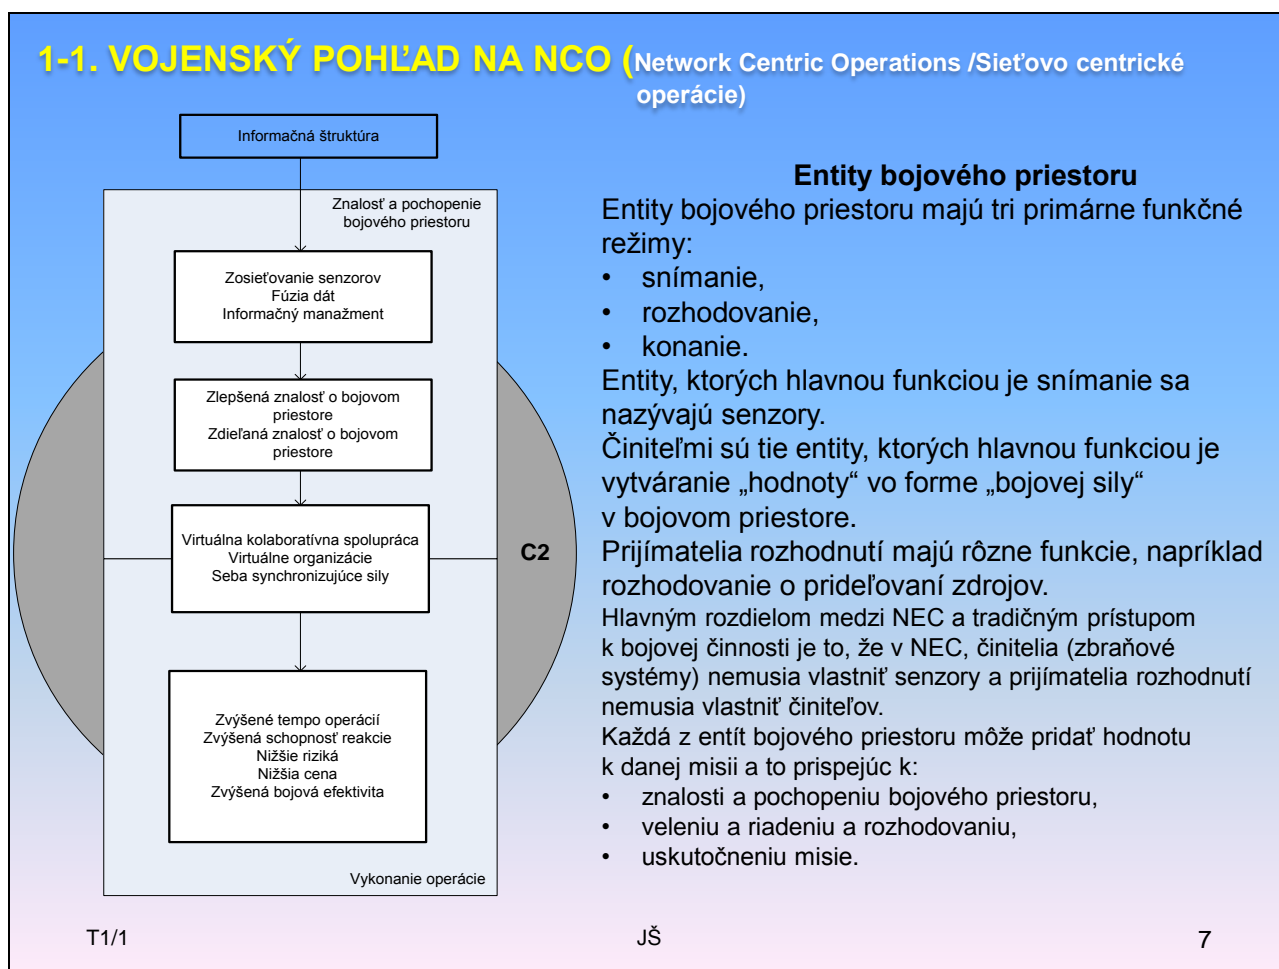 1-1. VOJENSKÝ POHĽAD NA NCO (Network Centric Operations /Sieťovo centrické
operácie)
Informačná štruktúra
Znalosť a pochopenie
bojového priestoru
Zosieťovanie senzorov
Fúzia dát
Informačný manažment
Zlepšená znalosť o bojovom
priestore
Zdieľaná znalosť o bojovom
priestore
Virtuálna kolaboratívna spolupráca
Virtuálne organizácie
Seba synchronizujúce sily
C2
Zvýšené tempo operácií
Zvýšená schopnosť reakcie
Nižšie riziká
Nižšia cena
Zvýšená bojová efektivita
Vykonanie operácie
Entity bojového priestoru
Entity bojového priestoru majú tri primárne funkčné
režimy:
• snímanie,
• rozhodovanie,
• konanie.
Entity, ktorých hlavnou funkciou je snímanie sa
nazývajú senzory.
Činiteľmi sú tie entity, ktorých hlavnou funkciou je
vytváranie „hodnoty“ vo forme „bojovej sily“
v bojovom priestore.
Prijímatelia rozhodnutí majú rôzne funkcie, napríklad
rozhodovanie o prideľovaní zdrojov.
Hlavným rozdielom medzi NEC a tradičným prístupom
k bojovej činnosti je to, že v NEC, činitelia (zbraňové
systémy) nemusia vlastniť senzory a prijímatelia rozhodnutí
nemusia vlastniť činiteľov.
Každá z entít bojového priestoru môže pridať hodnotu
k danej misii a to prispejúc k:
• znalosti a pochopeniu bojového priestoru,
• veleniu a riadeniu a rozhodovaniu,
• uskutočneniu misie.
T1/1
JŠ
7